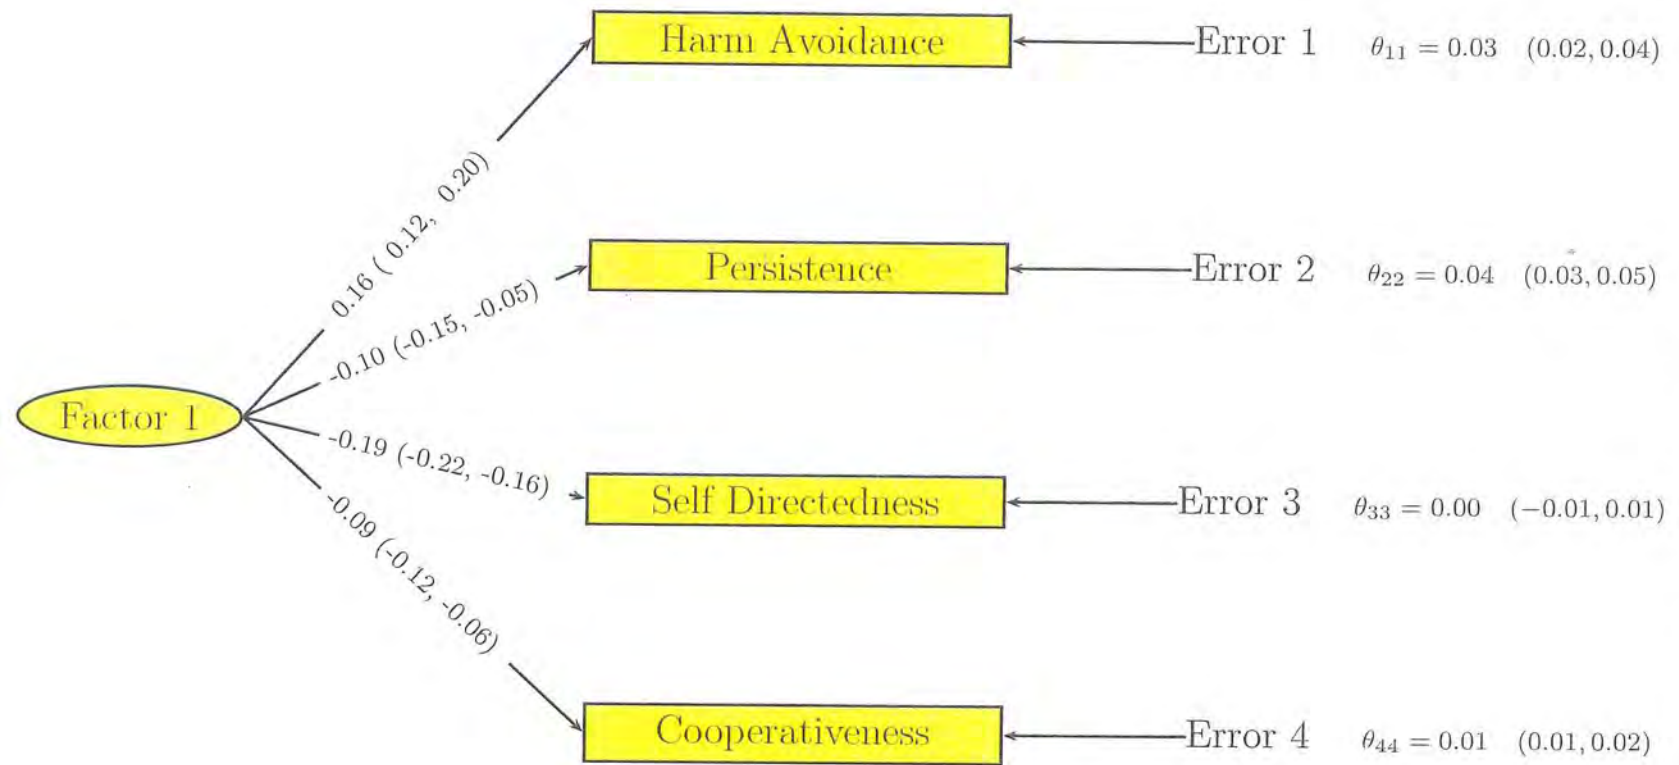 Harm Avoidance
Error 1 θ₁₁ = 0.03 (0.02, 0.04)
0.16 ( 0.12, 0.20)
Persistence
Error 2 θ₂₂ = 0.04 (0.03, 0.05)
-0.10 (-0.15, -0.05)
Factor 1
-0.19 (-0.22, -0.16)
Self Directedness
Error 3 θ₃₃ = 0.00 (−0.01, 0.01)
-0.09 (-0.12, -0.06)
Cooperativeness
Error 4 θ₄₄ = 0.01 (0.01, 0.02)